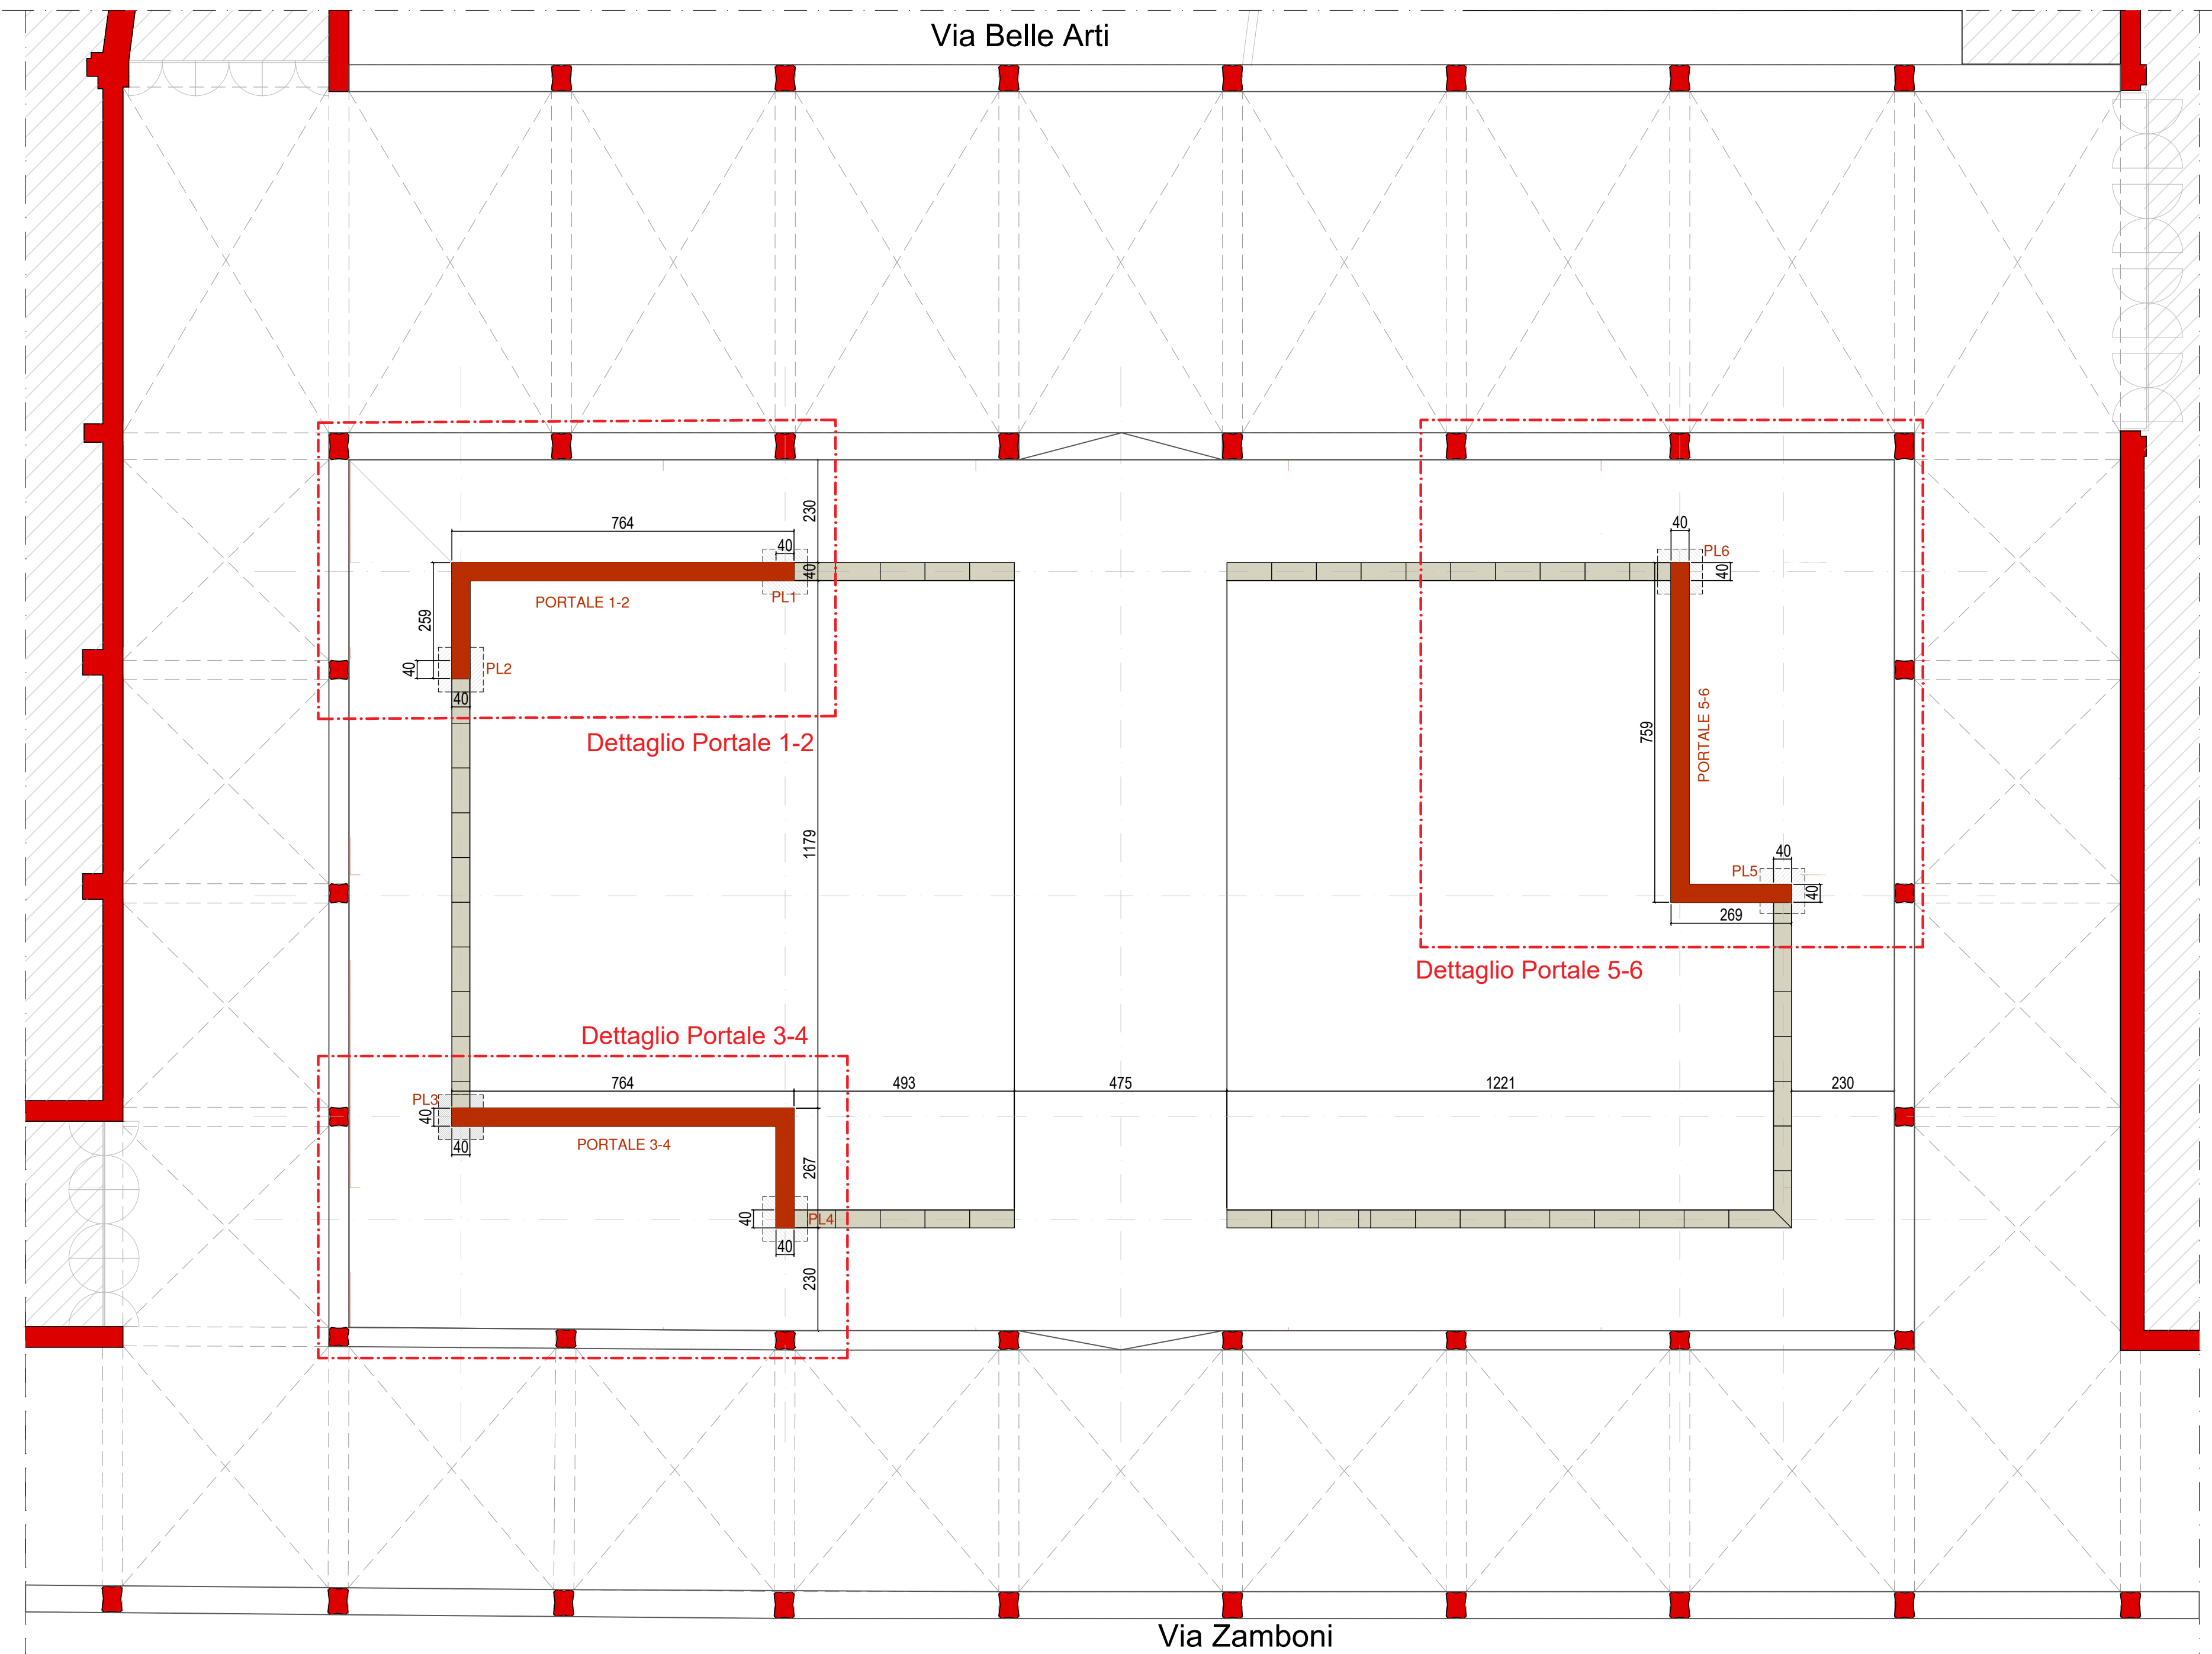 Via Belle Arti
230
764
40
40
40
PL6
40
PORTALE 1-2
PL1
259
40
PL2
40
Dettaglio Portale 1-2
759
PORTALE 5-6
1179
40
PL5
40
269
Dettaglio Portale 5-6
Dettaglio Portale 3-4
764
493
475
1221
230
PL3
40
40
PORTALE 3-4
267
40
PL4
40
230
Via Zamboni